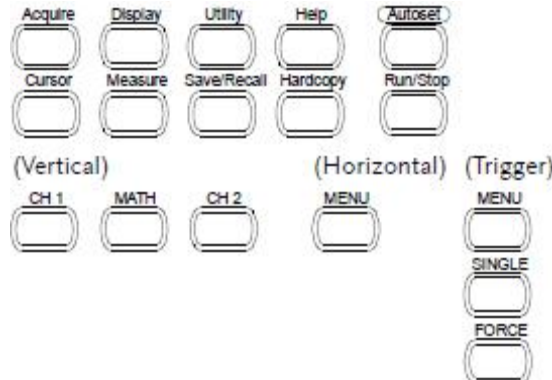 Acquire Display Utility Help Autoset
Cursor Measure Save/Recall Hardcopy Run/Stop
(Vertical) (Horizontal) (Trigger)
CH 1 MATH CH 2 MENU MENU
SINGLE
FORCE